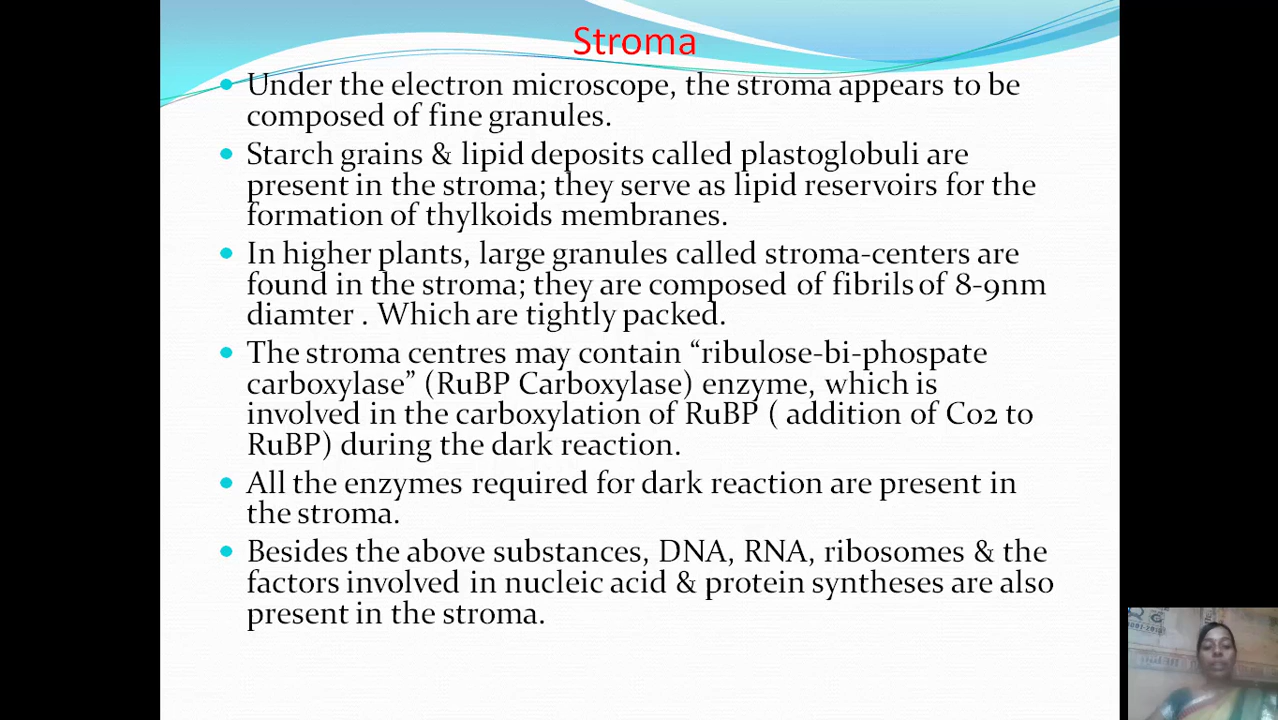 Stroma
Under the electron microscope, the stroma appears to be
composed of fine granules.
Starch grains & lipid deposits called plastoglobuli are
present in the stroma; they serve as lipid reservoirs for the
formation of thylkoids membranes.
In higher plants, large granules called stroma-centers are
found in the stroma; they are composed of fibrils of 8-9nm
diamter . Which are tightly packed.
The stroma centres may contain “ribulose-bi-phospate
carboxylase” (RuBP Carboxylase) enzyme, which is
involved in the carboxylation of RuBP ( addition of Co2 to
RuBP) during the dark reaction.
All the enzymes required for dark reaction are present in
the stroma.
Besides the above substances, DNA, RNA, ribosomes & the
factors involved in nucleic acid & protein syntheses are also
present in the stroma.